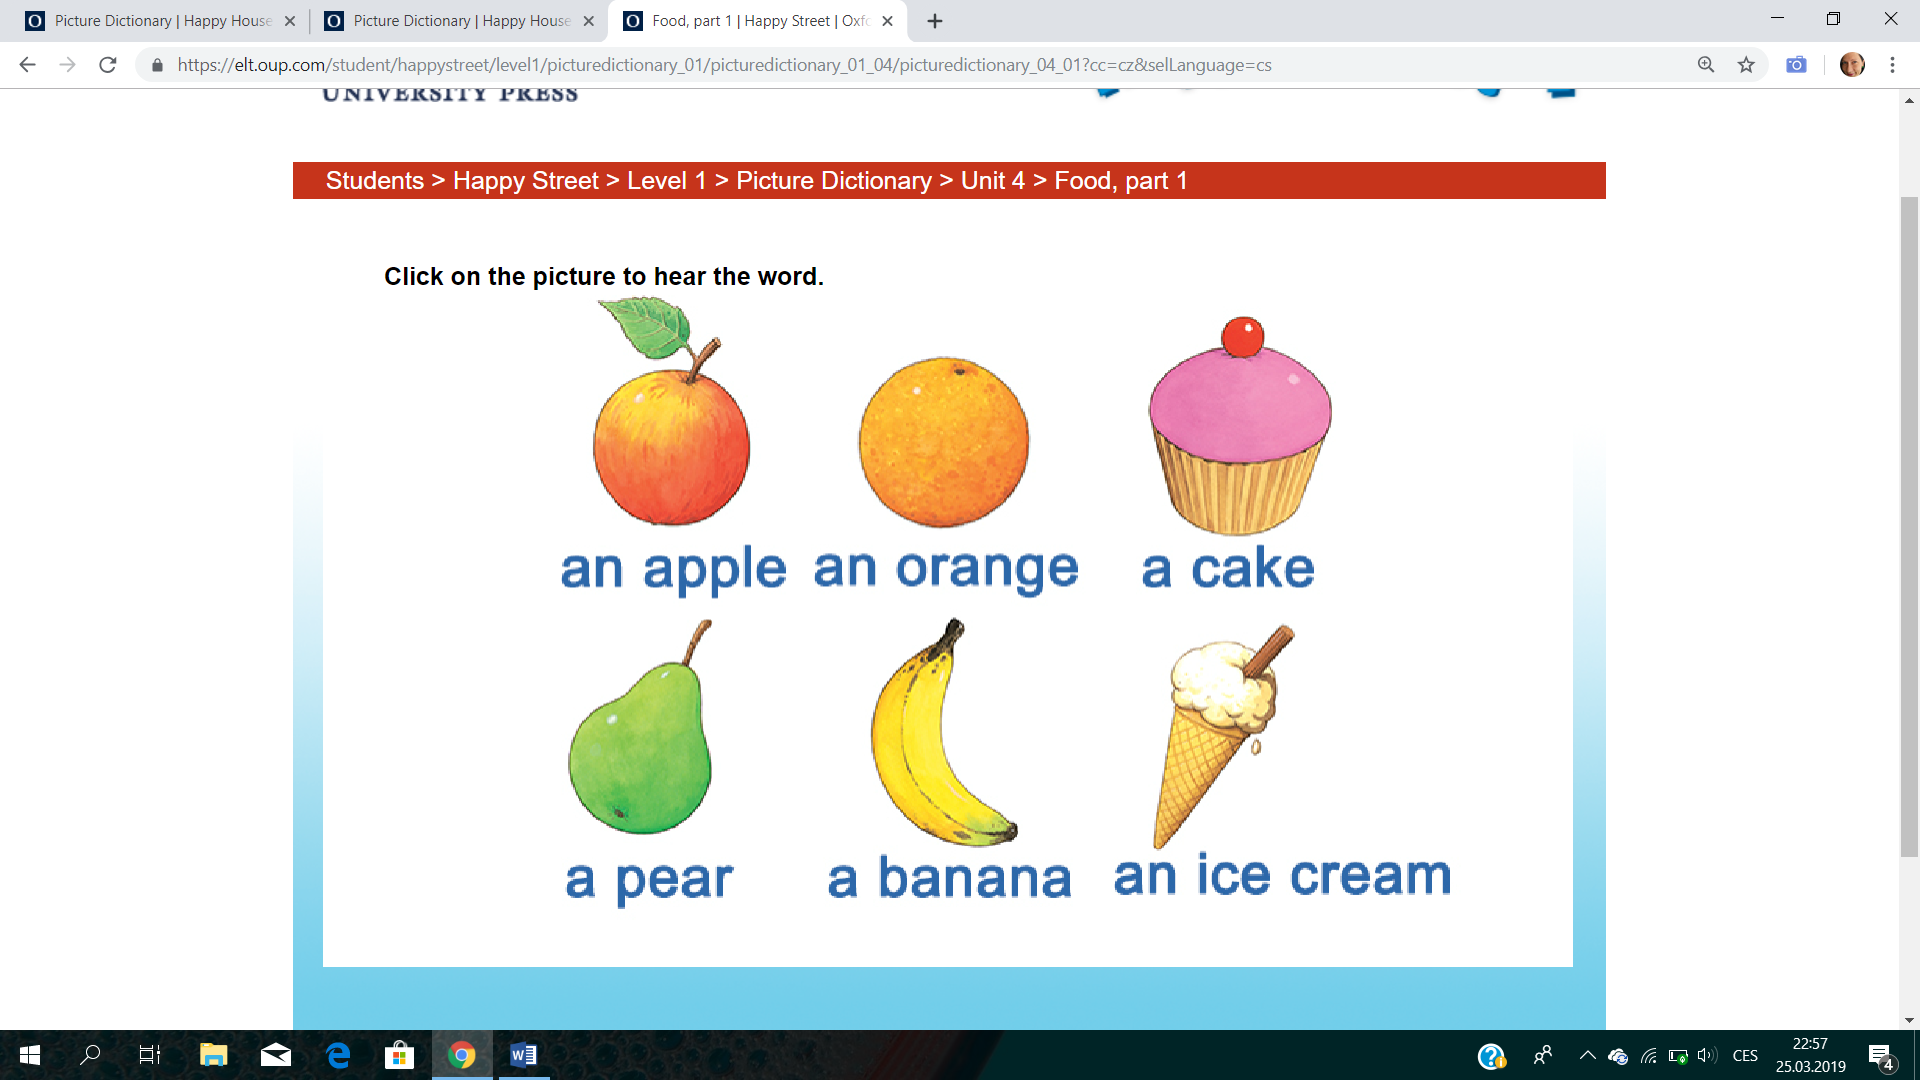 Picture Dictionary | Happy House
Picture Dictionary | Happy House
Food, part 1 | Happy Street | Oxfo
https://elt.oup.com/student/happystreet/level1/picturedictionary_01/picturedictionary_01_04/picturedictionary_04_01?cc=cz&selLanguage=cs
UNIVERSITY PRESS
Students > Happy Street > Level 1 > Picture Dictionary > Unit 4 > Food, part 1
Click on the picture to hear the word.
an apple an orange a cake
a pear a banana an ice cream
CES
22:57
25.03.2019
4